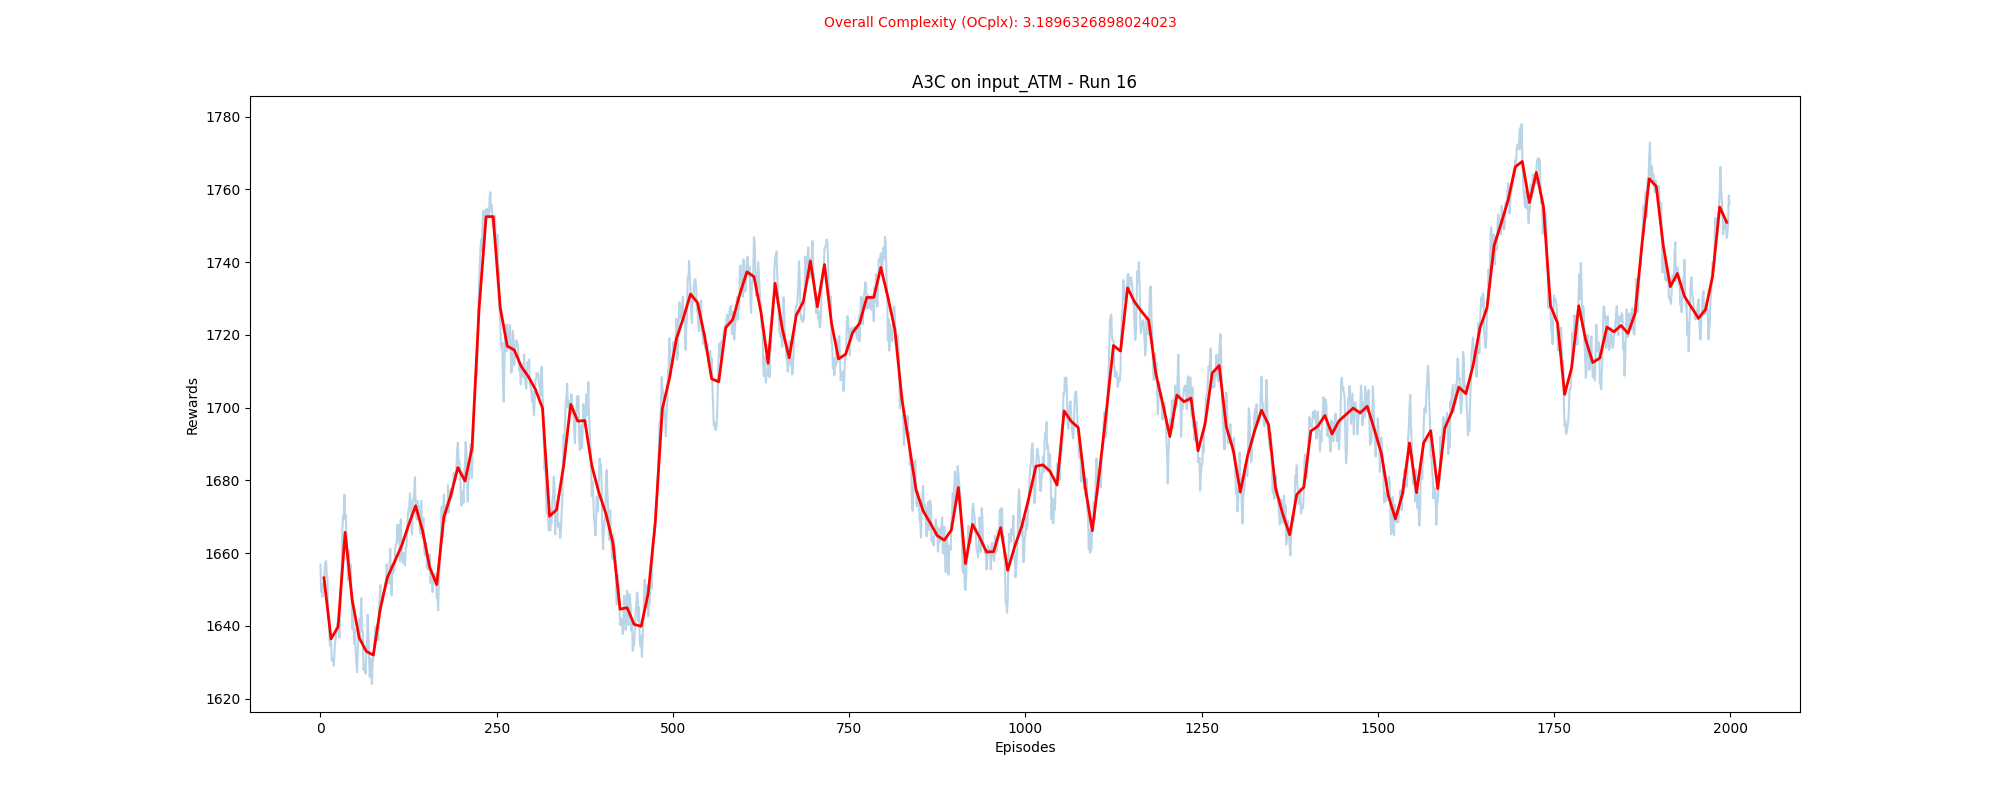 Overall Complexity (OCplx): 3.1896326898024023
A3C on input_ATM - Run 16
Rewards
1780
1760
1740
1720
1700
1680
1660
1640
1620
0 250 500 750 1000 1250 1500 1750 2000
Episodes